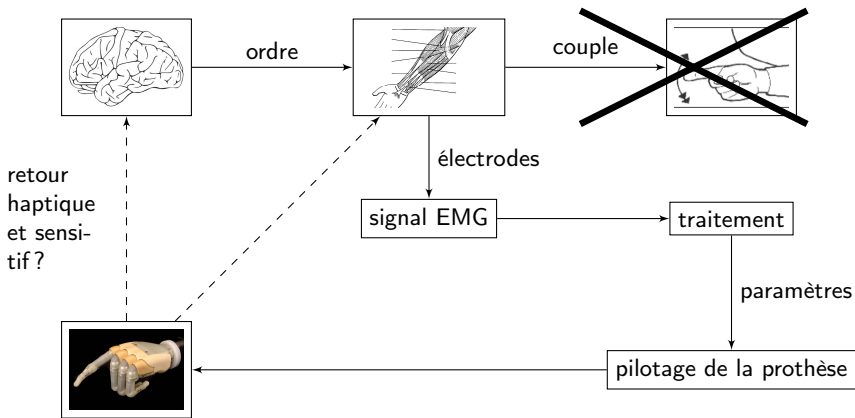 ordre
couple
électrodes
retour
haptique
et sensi-
tif ?
signal EMG
traitement
paramètres
pilotage de la prothèse